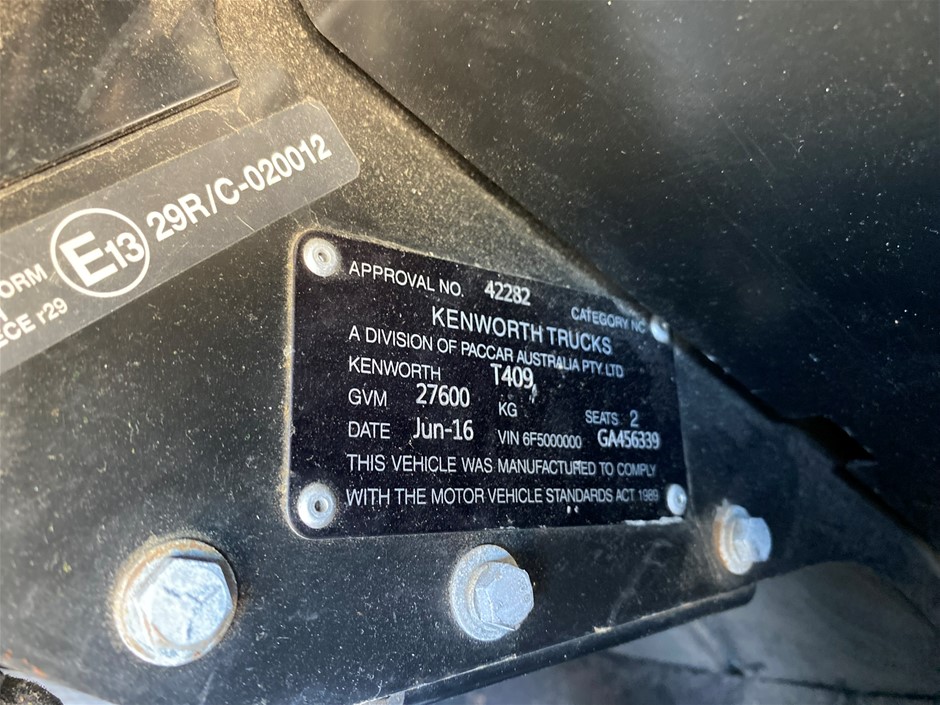 ORM E13 29R/C-020012
ECE r29
APPROVAL NO. 42282
CATEGORY NC
KENWORTH TRUCKS
A DIVISION OF PACCAR AUSTRALIA PTY. LTD
KENWORTH T409
GVM 27600 KG SEATS 2
DATE Jun-16 VIN 6F5000000 GA456339
THIS VEHICLE WAS MANUFACTURED TO COMPLY
WITH THE MOTOR VEHICLE STANDARDS ACT 1989